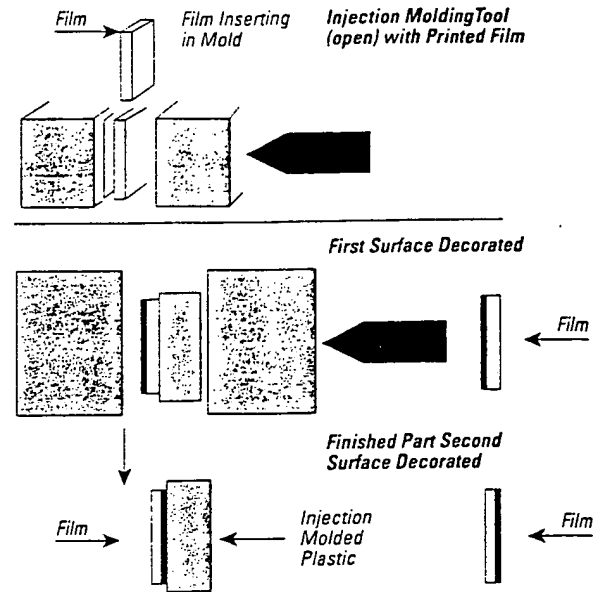 Film
Film Inserting
in Mold
Injection MoldingTool
(open) with Printed Film
First Surface Decorated
Film
Finished Part Second
Surface Decorated
Film
Injection
Molded
Plastic
Film